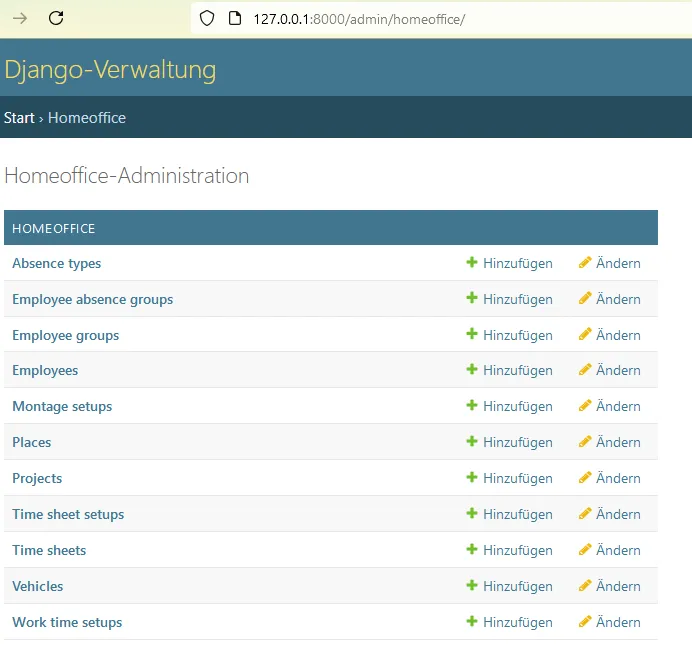 127.0.0.1:8000/admin/homeoffice/
Django-Verwaltung
Start › Homeoffice
Homeoffice-Administration
HOMEOFFICE
Absence types Hinzufügen Ändern
Employee absence groups Hinzufügen Ändern
Employee groups Hinzufügen Ändern
Employees Hinzufügen Ändern
Montage setups Hinzufügen Ändern
Places Hinzufügen Ändern
Projects Hinzufügen Ändern
Time sheet setups Hinzufügen Ändern
Time sheets Hinzufügen Ändern
Vehicles Hinzufügen Ändern
Work time setups Hinzufügen Ändern